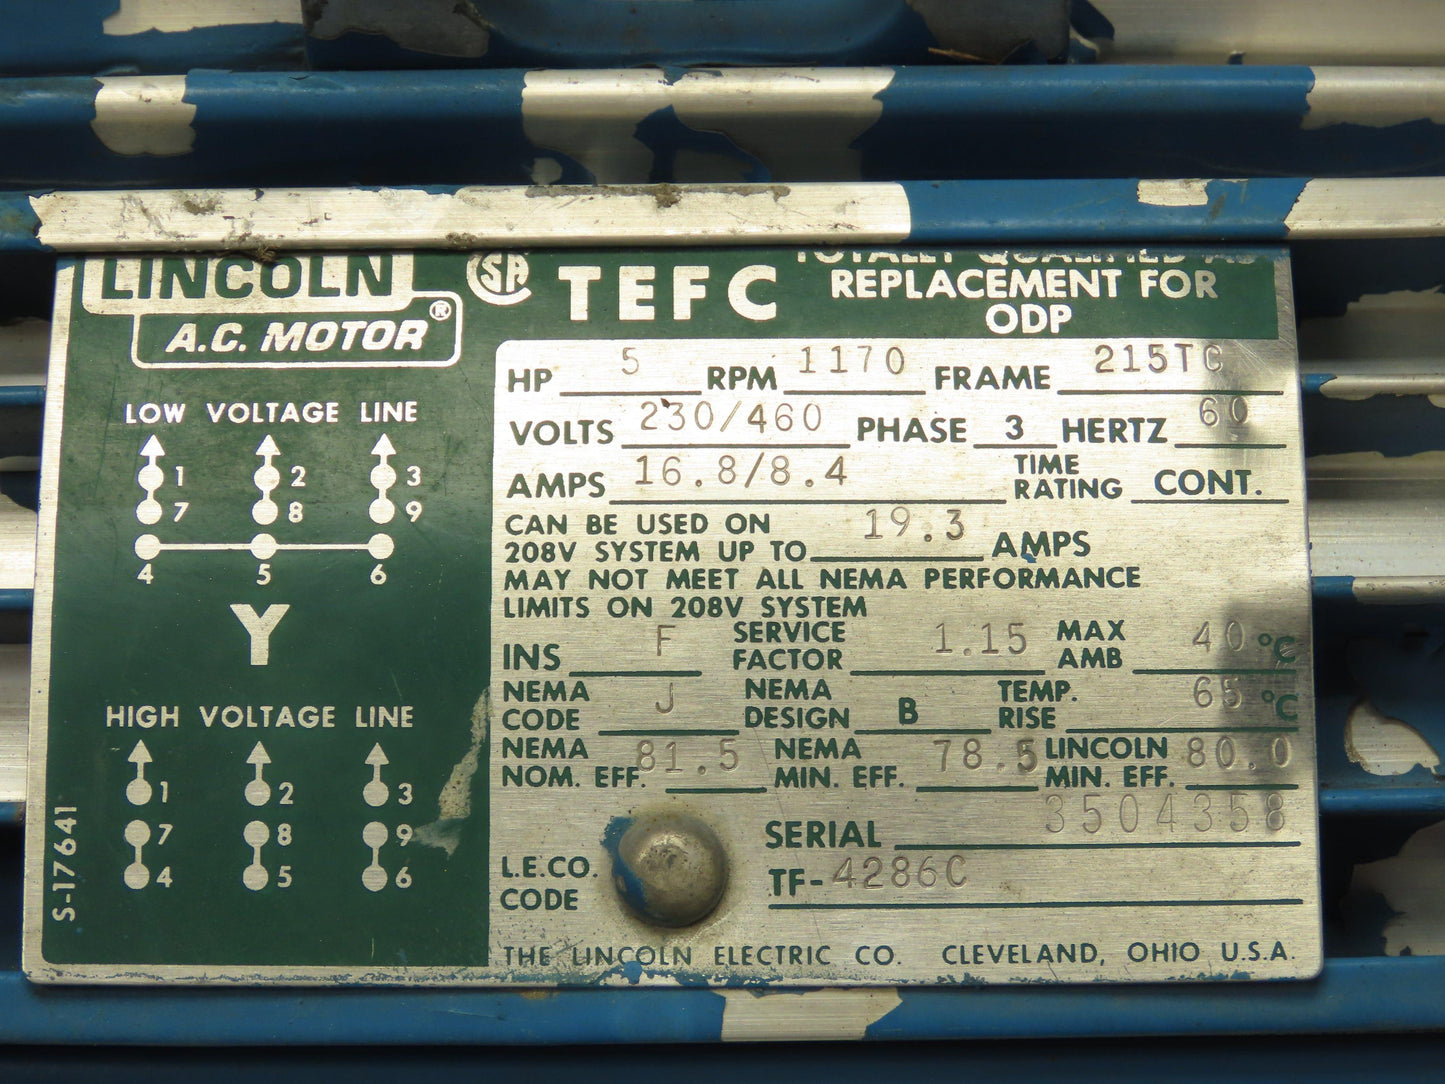 LINCOLN
A.C. MOTOR®
SA
TEFC
TOTALLY QUALIFIED AS
REPLACEMENT FOR
ODP
LOW VOLTAGE LINE
1 2 3
7 8 9
4 5 6
Y
HIGH VOLTAGE LINE
1 2 3
7 8 9
4 5 6
S-17641
HP 5 RPM 1170 FRAME 215TC
VOLTS 230/460 PHASE 3 HERTZ 60
AMPS 16.8/8.4 TIME RATING CONT.
CAN BE USED ON
208V SYSTEM UP TO 19.3 AMPS
MAY NOT MEET ALL NEMA PERFORMANCE
LIMITS ON 208V SYSTEM
INS F SERVICE FACTOR 1.15 MAX AMB 40 °C
NEMA CODE J NEMA DESIGN B TEMP. RISE 65 °C
NEMA NOM. EFF. 81.5 NEMA MIN. EFF. 78.5 LINCOLN MIN. EFF. 80.0
SERIAL 3504358
L.E.CO. CODE TF-4286C
THE LINCOLN ELECTRIC CO. CLEVELAND, OHIO U.S.A.